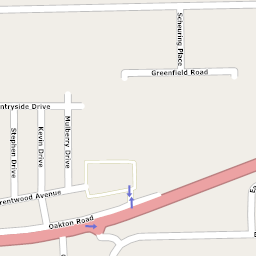 Scheuring Place
Greenfield Road
ntryside Drive
Stephen Drive
Kevin Drive
Mulberry Drive
rentwood Avenue
Oakton Road
E